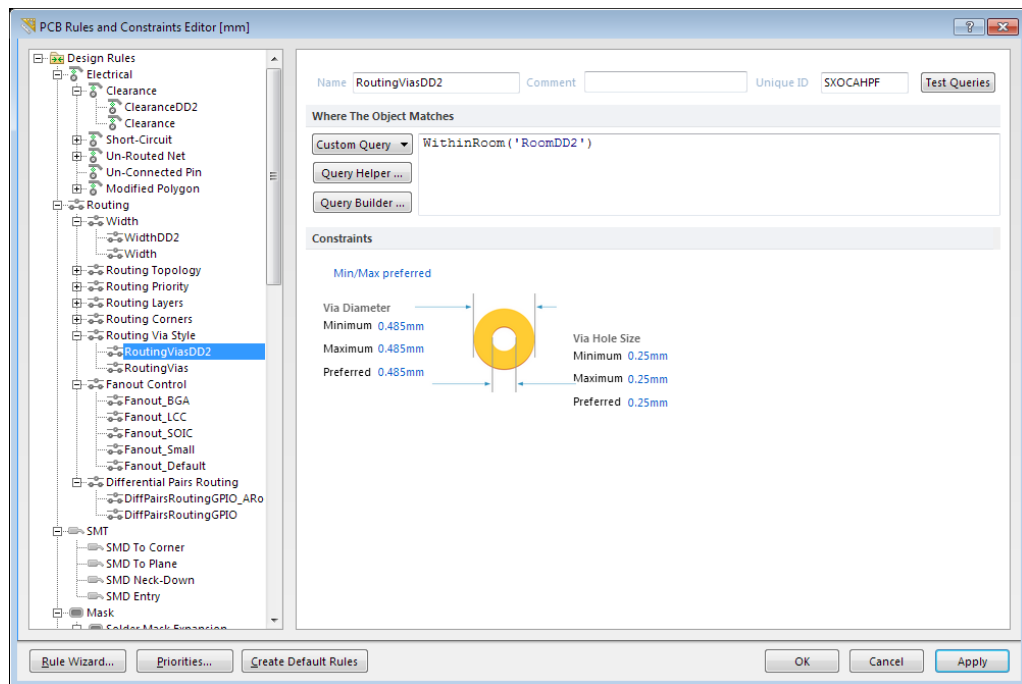 PCB Rules and Constraints Editor [mm]
Design Rules
Electrical
Clearance
ClearanceDD2
Clearance
Short-Circuit
Un-Routed Net
Un-Connected Pin
Modified Polygon
Routing
Width
WidthDD2
Width
Routing Topology
Routing Priority
Routing Layers
Routing Corners
Routing Via Style
RoutingViasDD2
RoutingVias
Fanout Control
Fanout_BGA
Fanout_LCC
Fanout_SOIC
Fanout_Small
Fanout_Default
Differential Pairs Routing
DiffPairsRoutingGPIO_ARo
DiffPairsRoutingGPIO
SMT
SMD To Corner
SMD To Plane
SMD Neck-Down
SMD Entry
Mask
Solder Mask Expansion
Name RoutingViasDD2 Comment Unique ID SXOCAHPF Test Queries
Where The Object Matches
Custom Query WithinRoom('RoomDD2')
Query Helper ...
Query Builder ...
Constraints
Min/Max preferred
Via Diameter
Minimum 0.485mm
Maximum 0.485mm
Preferred 0.485mm
Via Hole Size
Minimum 0.25mm
Maximum 0.25mm
Preferred 0.25mm
Rule Wizard... Priorities... Create Default Rules OK Cancel Apply